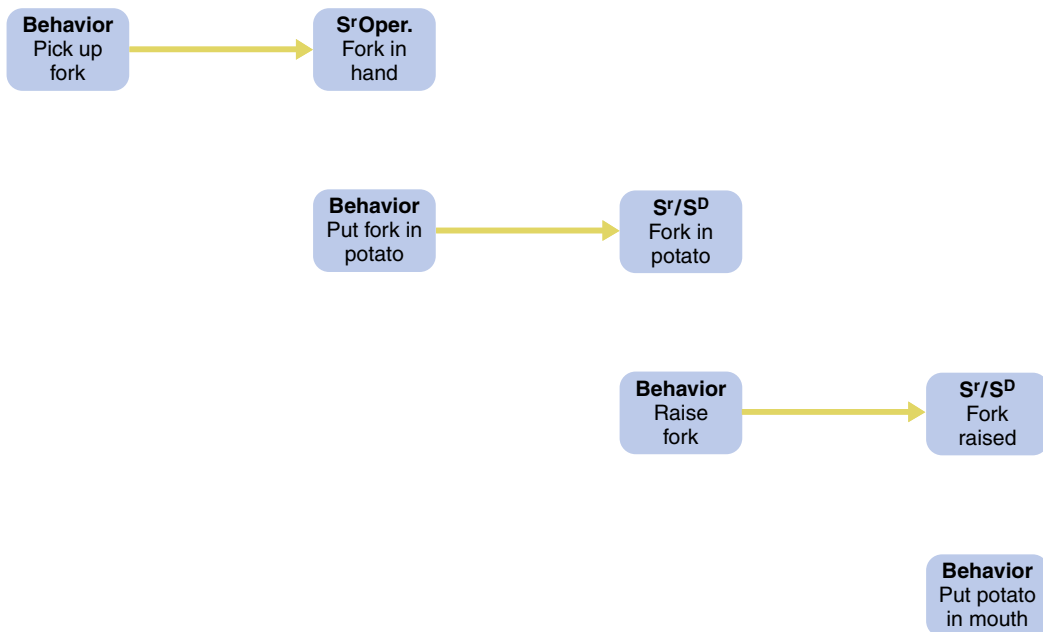 Behavior
Pick up
fork
SʳOper.
Fork in
hand
Behavior
Put fork in
potato
Sʳ/Sᴰ
Fork in
potato
Behavior
Raise
fork
Sʳ/Sᴰ
Fork
raised
Behavior
Put potato
in mouth